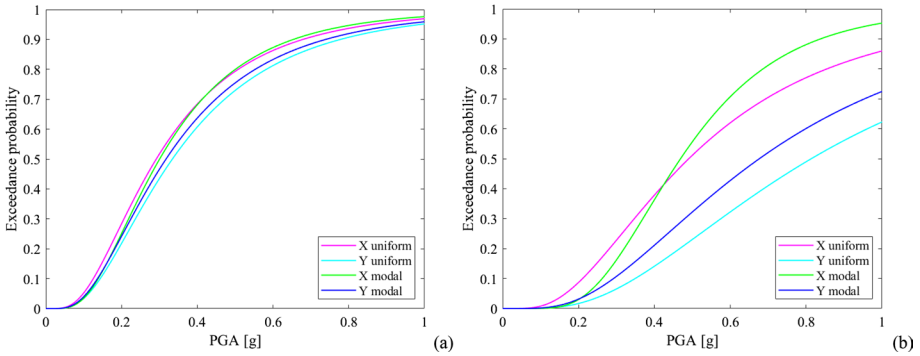 Exceedance probability
1
0.9
0.8
0.7
0.6
0.5
0.4
0.3
0.2
0.1
0
0 0.2 0.4 0.6 0.8 1
PGA [g]
X uniform
Y uniform
X modal
Y modal
(a)
Exceedance probability
1
0.9
0.8
0.7
0.6
0.5
0.4
0.3
0.2
0.1
0
0 0.2 0.4 0.6 0.8 1
PGA [g]
X uniform
Y uniform
X modal
Y modal
(b)